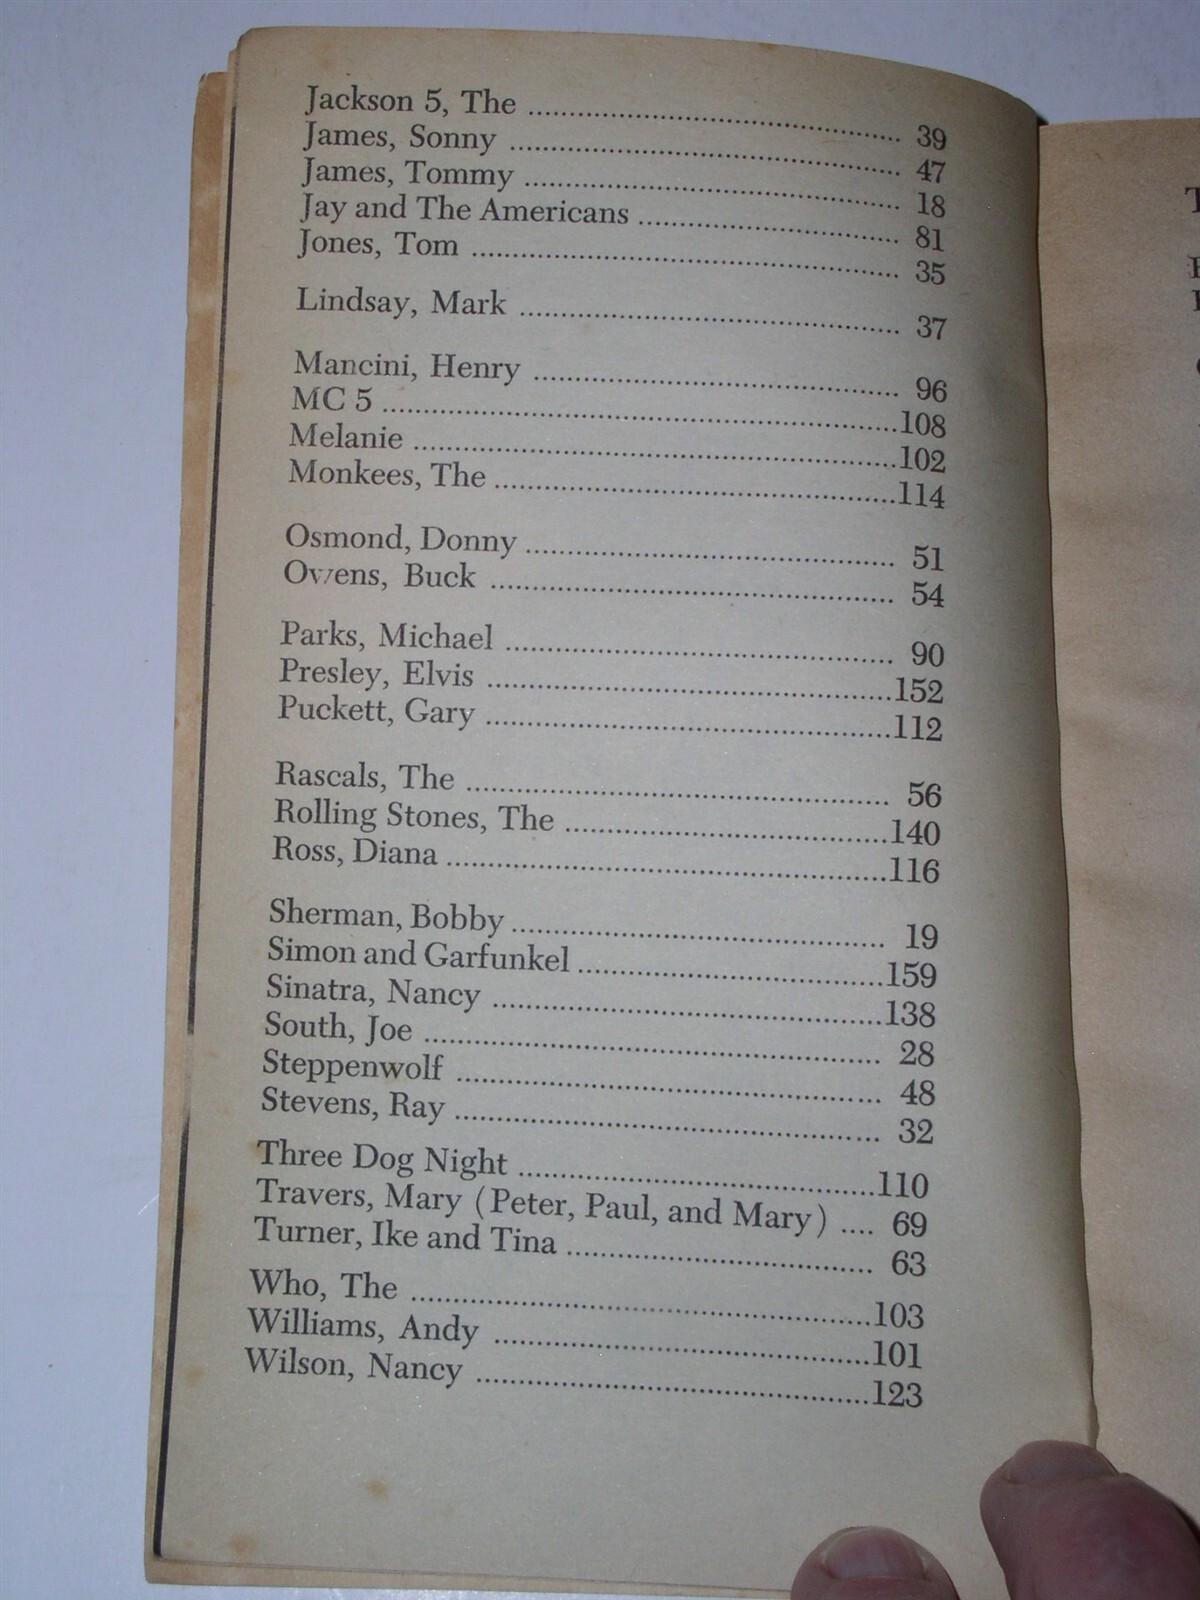 Jackson 5, The ........................................ 39
James, Sonny ........................................ 47
James, Tommy ........................................ 18
Jay and The Americans ........................................ 81
Jones, Tom ........................................ 35
Lindsay, Mark ........................................ 37
Mancini, Henry ........................................ 96
MC 5 ........................................108
Melanie ........................................102
Monkees, The ........................................114
Osmond, Donny ........................................ 51
Owens, Buck ........................................ 54
Parks, Michael ........................................ 90
Presley, Elvis ........................................152
Puckett, Gary ........................................112
Rascals, The ........................................ 56
Rolling Stones, The ........................................140
Ross, Diana ........................................116
Sherman, Bobby ........................................ 19
Simon and Garfunkel ........................................159
Sinatra, Nancy ........................................138
South, Joe ........................................ 28
Steppenwolf ........................................ 48
Stevens, Ray ........................................ 32
Three Dog Night ........................................110
Travers, Mary (Peter, Paul, and Mary) .... 69
Turner, Ike and Tina ........................................ 63
Who, The ........................................103
Williams, Andy ........................................101
Wilson, Nancy ........................................123